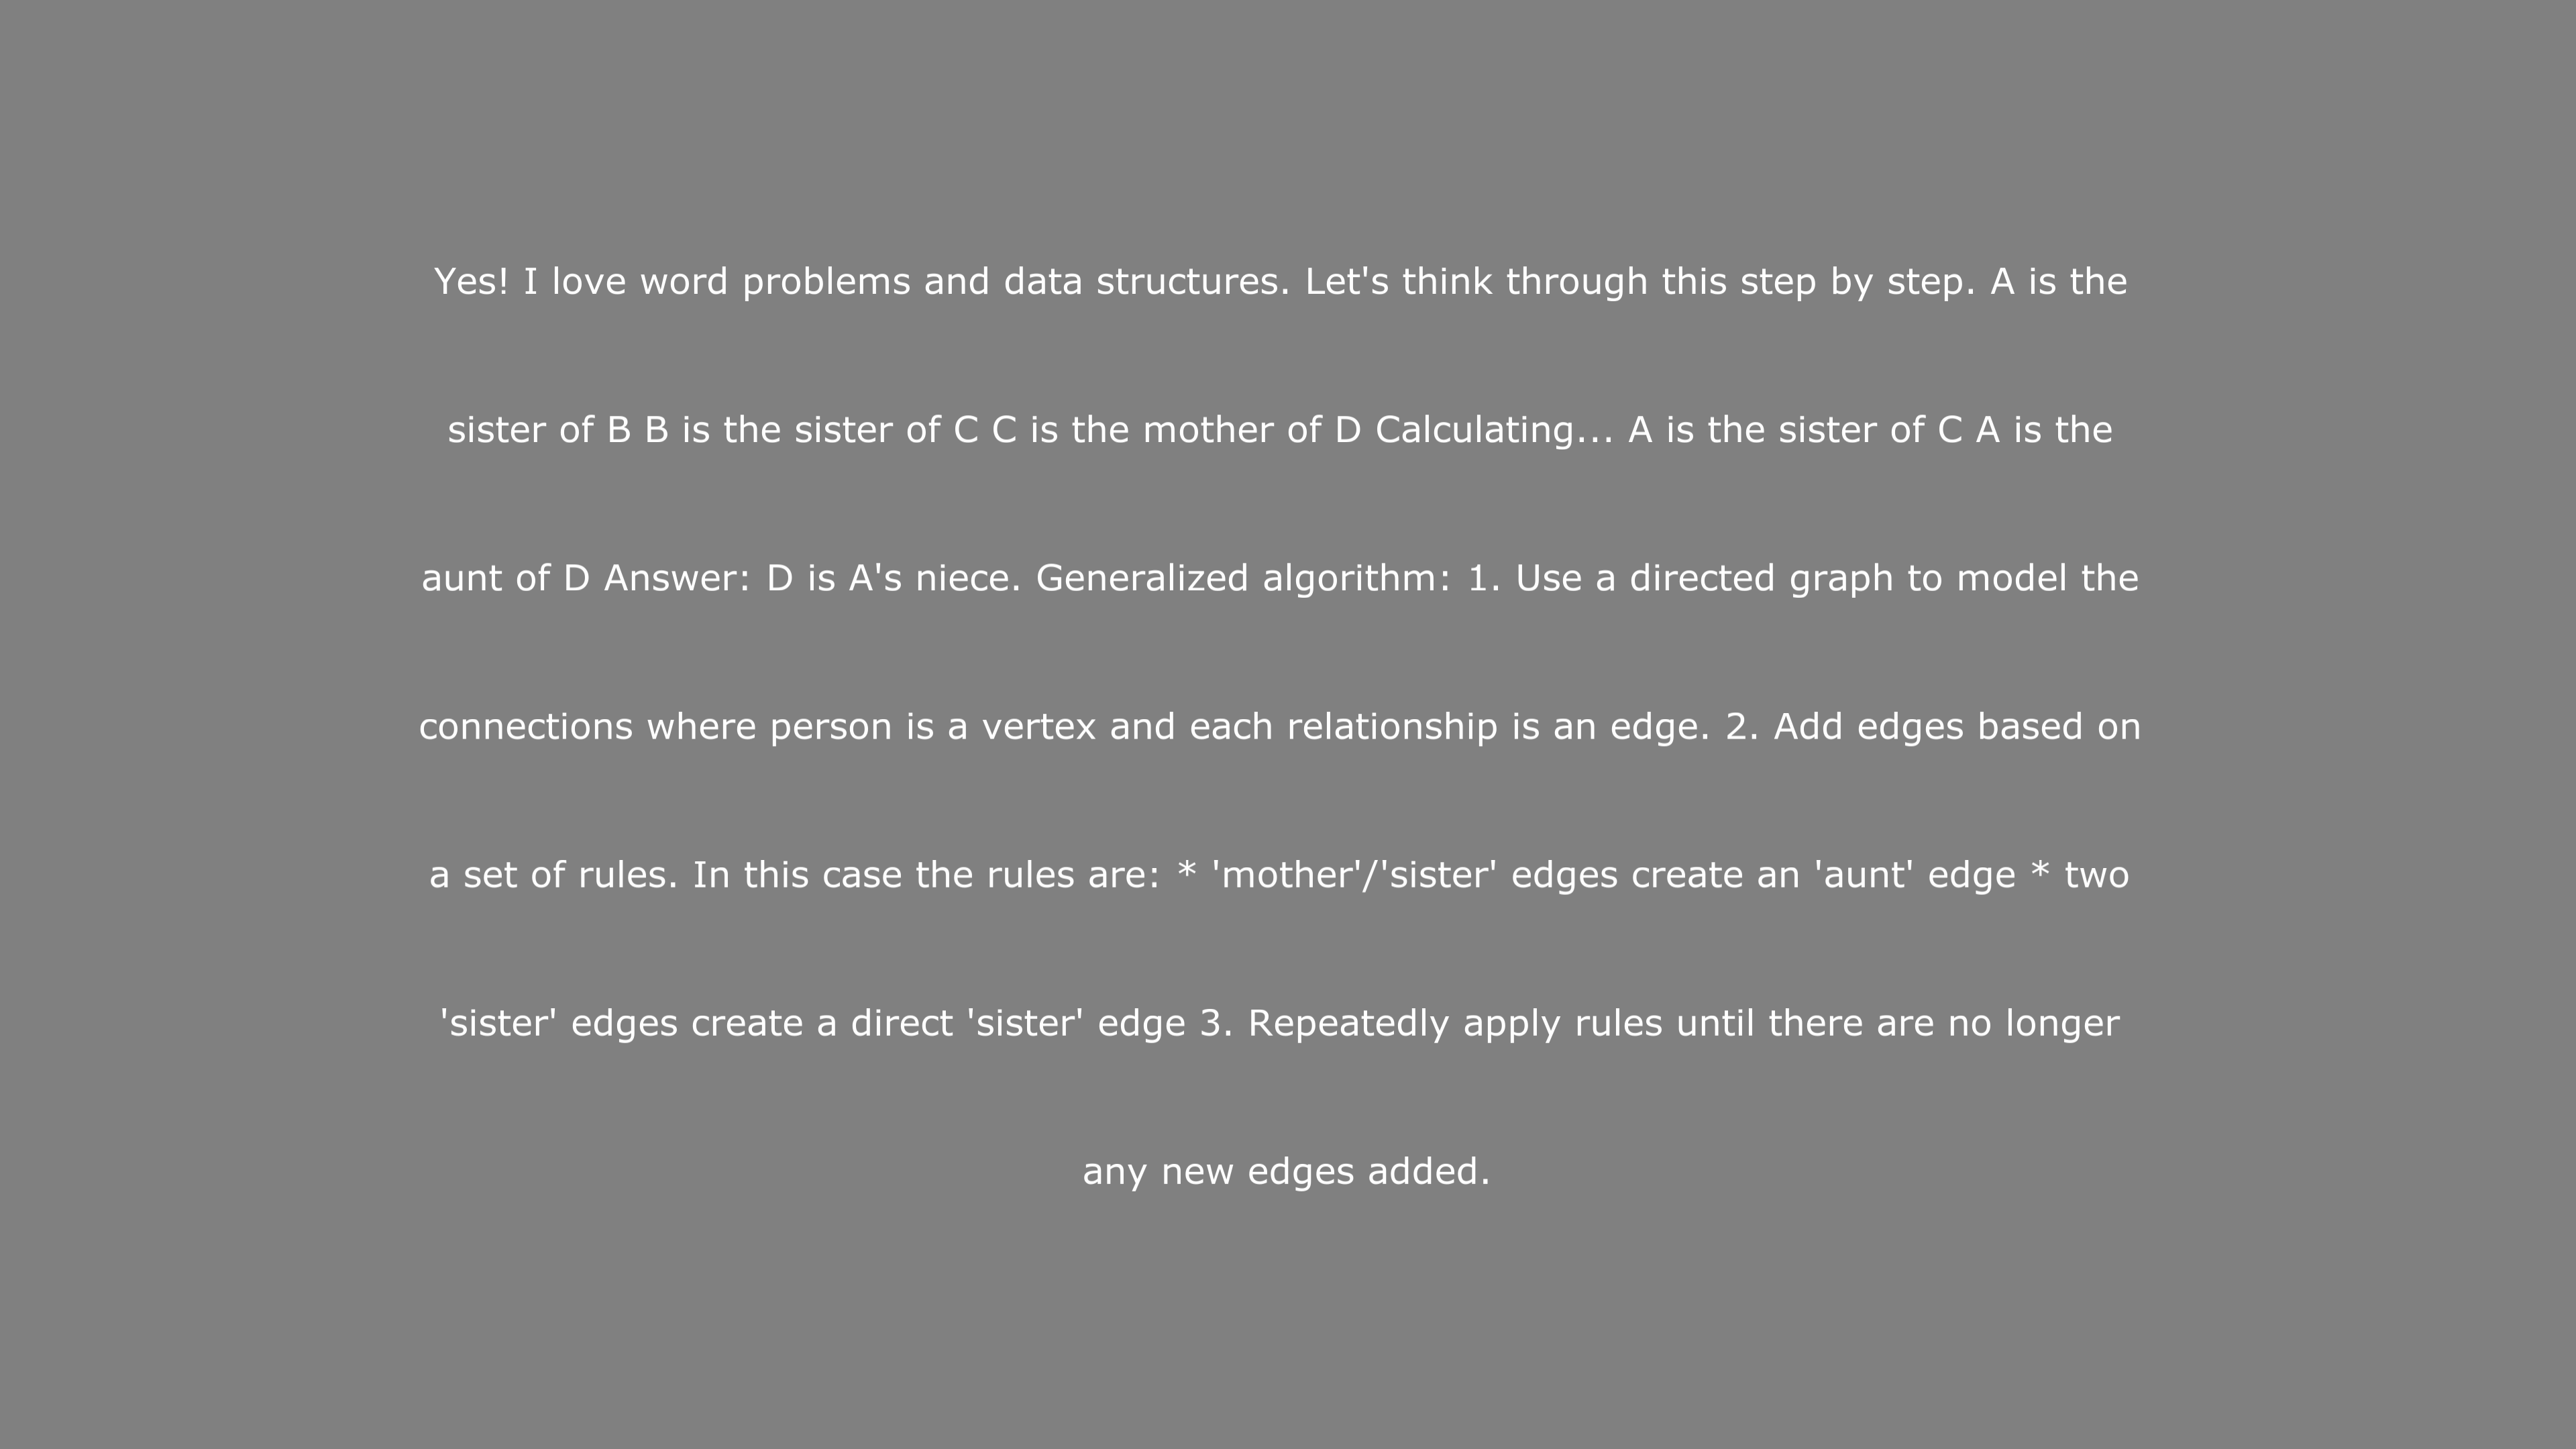 Yes! I love word problems and data structures. Let's think through this step by step. A is the
sister of B B is the sister of C C is the mother of D Calculating... A is the sister of C A is the
aunt of D Answer: D is A's niece. Generalized algorithm: 1. Use a directed graph to model the
connections where person is a vertex and each relationship is an edge. 2. Add edges based on
a set of rules. In this case the rules are: * 'mother'/'sister' edges create an 'aunt' edge * two
'sister' edges create a direct 'sister' edge 3. Repeatedly apply rules until there are no longer
any new edges added.